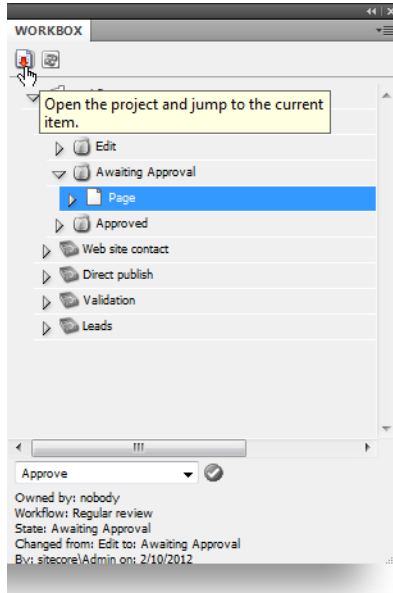 WORKBOX
Open the project and jump to the current
item.
Edit
Awaiting Approval
Page
Approved
Web site contact
Direct publish
Validation
Leads
Approve
Owned by: nobody
Workflow: Regular review
State: Awaiting Approval
Changed from: Edit to: Awaiting Approval
By: sitecore\Admin on: 2/10/2012